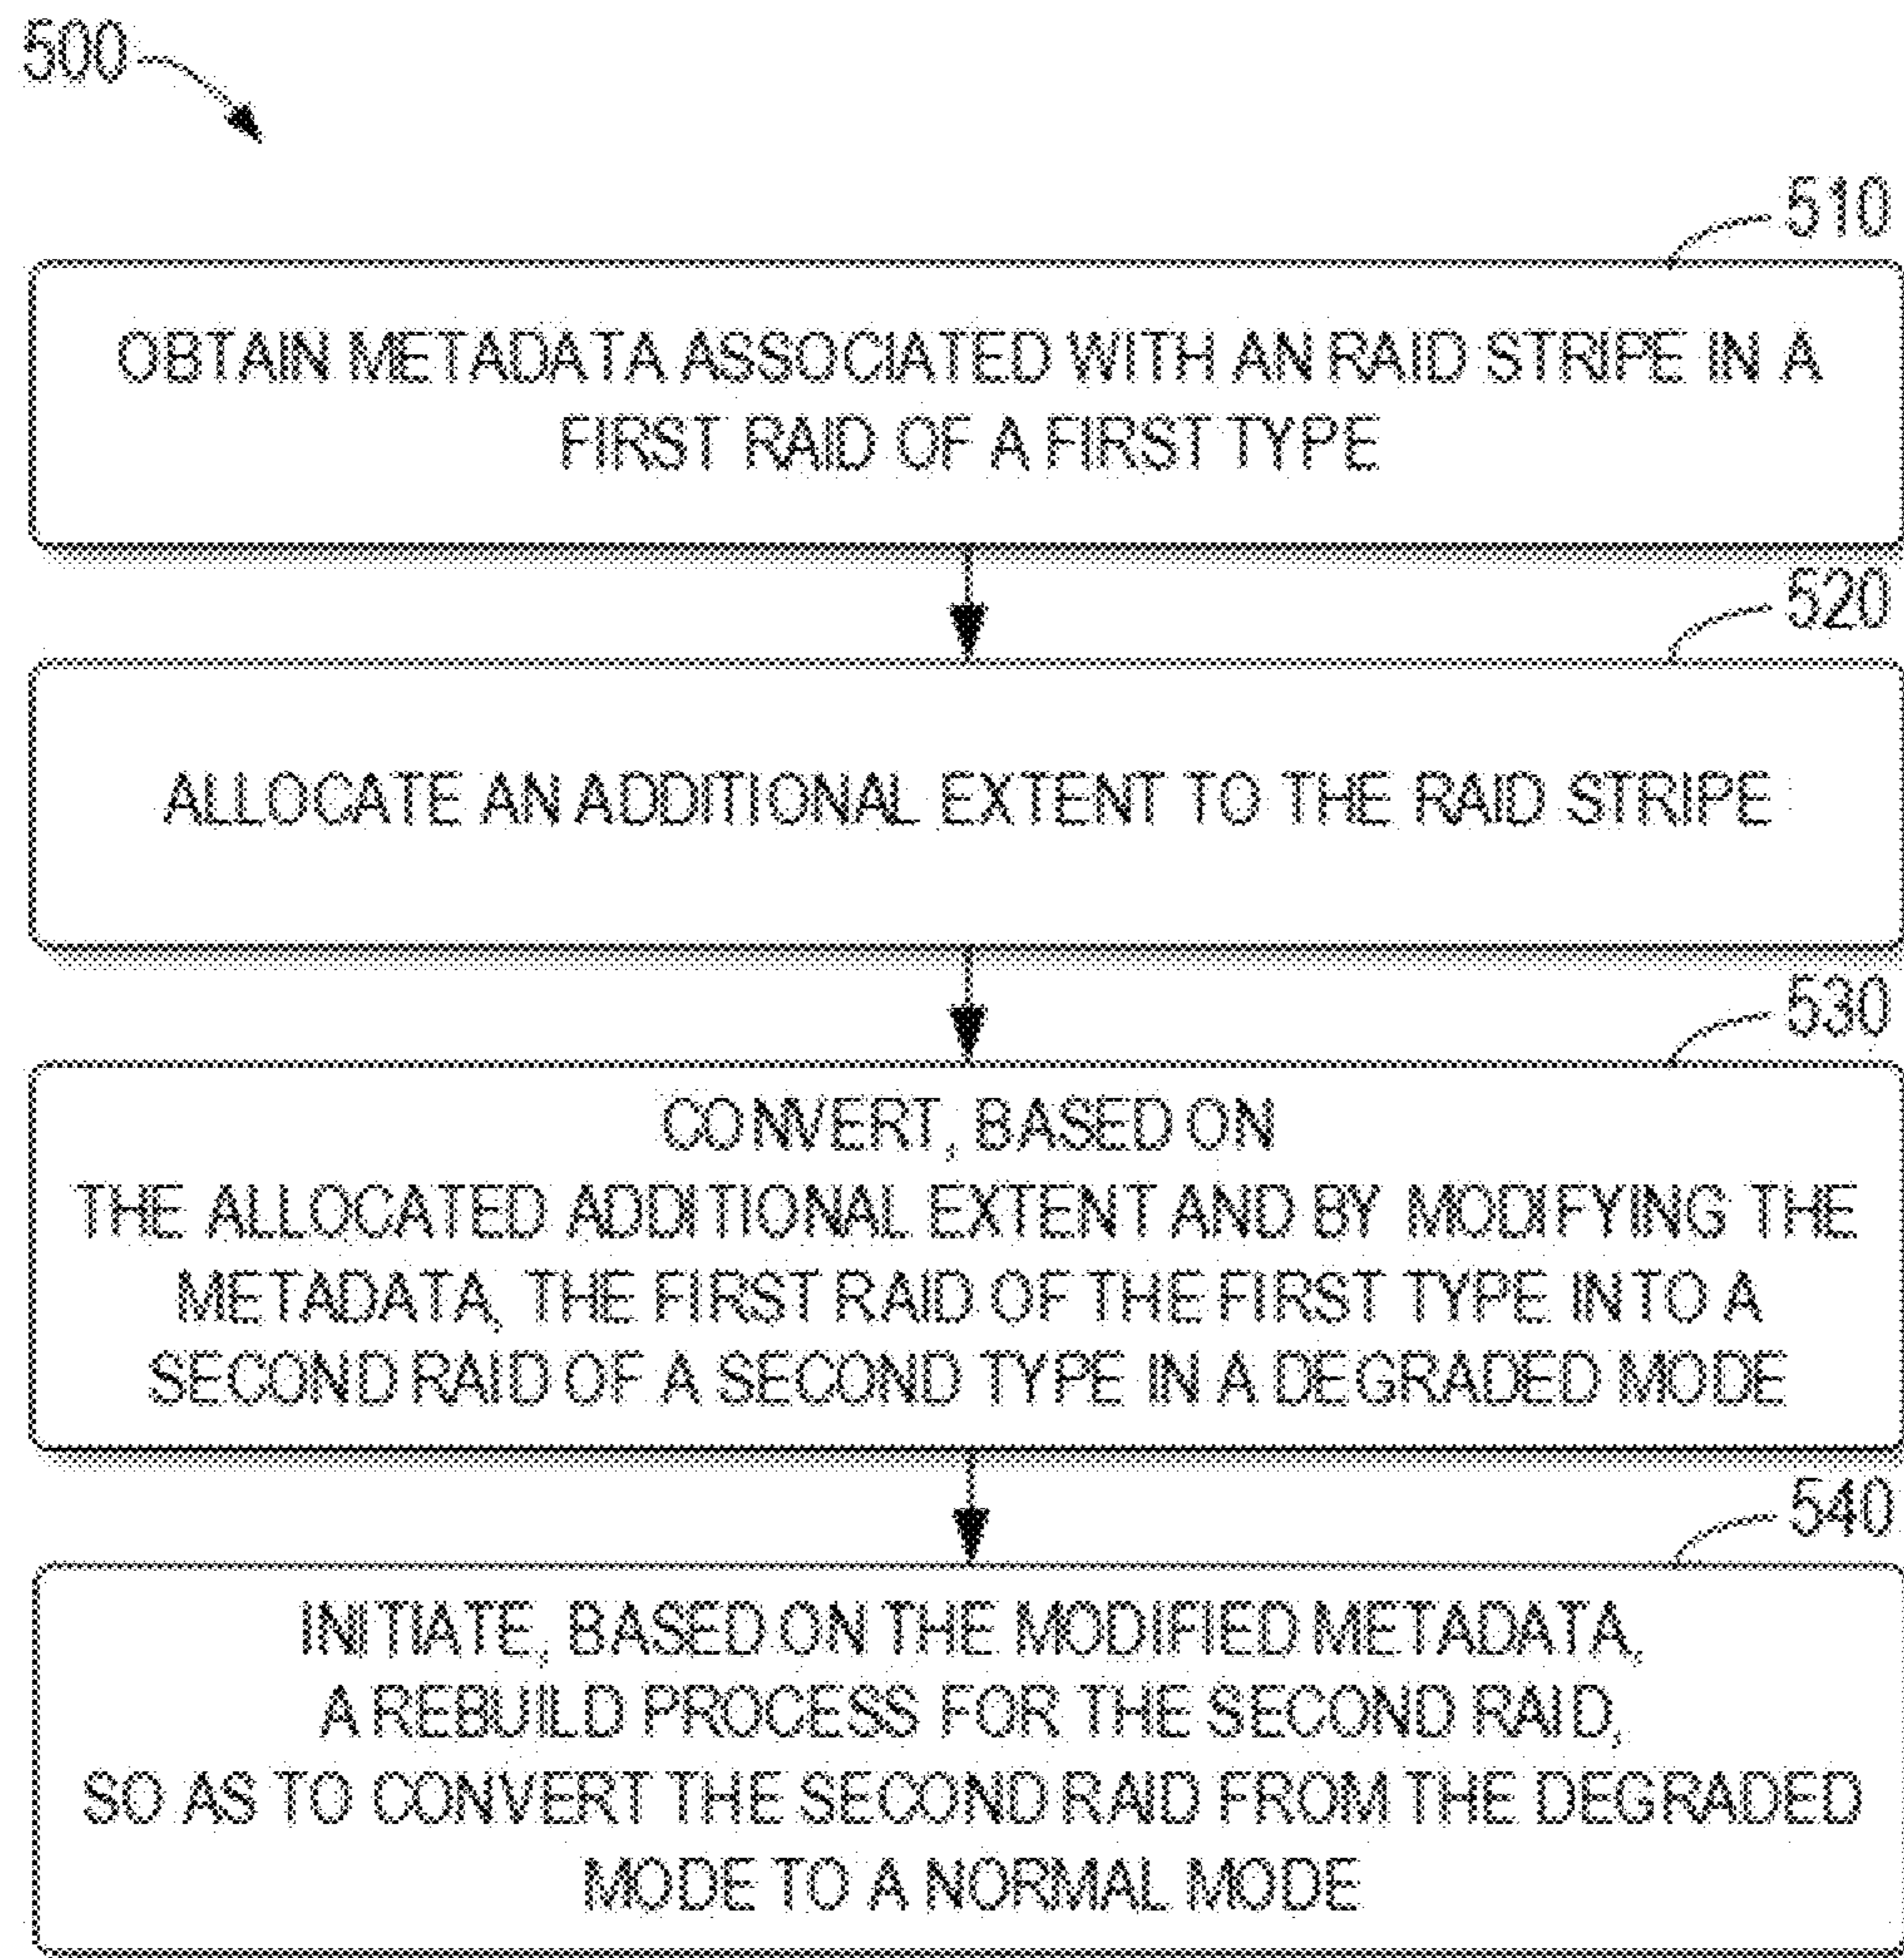 500
510
OBTAIN METADATA ASSOCIATED WITH AN RAID STRIPE IN A
FIRST RAID OF A FIRST TYPE
520
ALLOCATE AN ADDITIONAL EXTENT TO THE RAID STRIPE
530
CONVERT, BASED ON
THE ALLOCATED ADDITIONAL EXTENT AND BY MODIFYING THE
METADATA, THE FIRST RAID OF THE FIRST TYPE INTO A
SECOND RAID OF A SECOND TYPE IN A DEGRADED MODE
540
INITIATE, BASED ON THE MODIFIED METADATA,
A REBUILD PROCESS FOR THE SECOND RAID,
SO AS TO CONVERT THE SECOND RAID FROM THE DEGRADED
MODE TO A NORMAL MODE